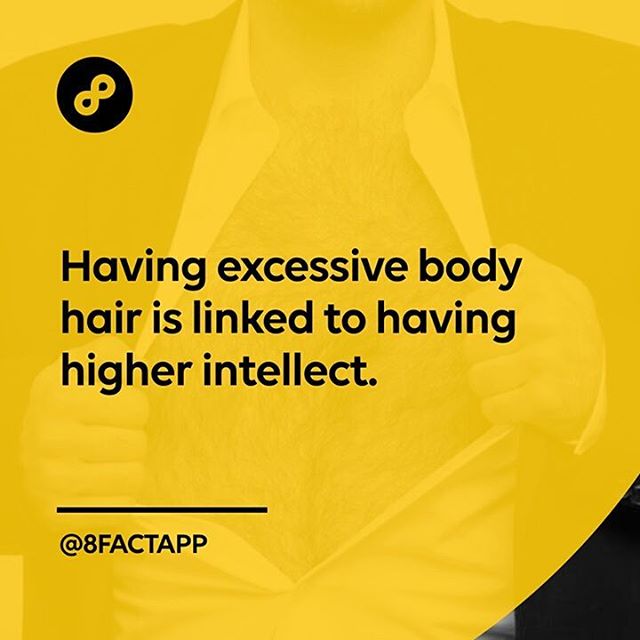 Having excessive body
hair is linked to having
higher intellect.
@8FACTAPP